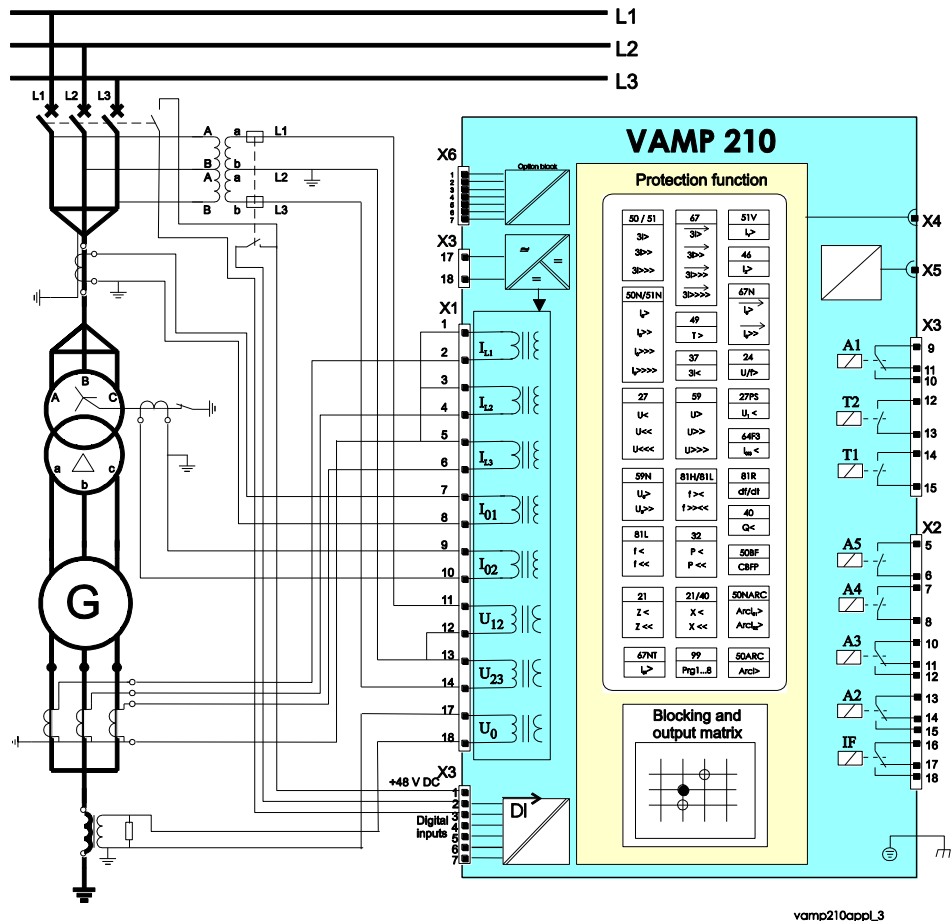 L1
L2
L3
L1 L2 L3
A a L1
B b L2
A a
B b L3
VAMP 210
X6
1
2
3
4
5
6
7
Option block
X3
17
18
≃
=
=
X1
1
2
3
4
5
6
7
8
9
10
11
12
13
14
17
18
IL1
IL2
IL3
I01
I02
U12
U23
U0
X3
+48 V DC
Digital
inputs
1
2
3
4
5
6
7
DI
Protection function
50 / 51
3I>
3I>>
3I>>>
67
3I>
3I>>
3I>>>
3I>>>>
51V
Iv>
46
I2>
50N/51N
I0>
I0>>
I0>>>
I0>>>>
67N
I0>
I0>>
49
T >
37
3I<
24
U/f>
27
U<
U<<
U<<<
59
U>
U>>
U>>>
27PS
U1 <
64F3
59N
U0>
U0>>
81H/81L
f ><
f >><<
81R
df/dt
40
Q<
81L
f <
f <<
32
P <
P <<
50BF
CBFP
21
Z <
Z <<
21/40
X <
X <<
50NARC
ArcI01>
ArcI02>
67NT
99
Prg1...8
50ARC
ArcI>
Blocking and
output matrix
X4
X5
X3
A1
9
11
10
T2
12
13
T1
14
15
X2
A5
5
6
A4
7
8
A3
10
11
12
A2
13
14
15
IF
16
17
18
A B C
a b c
G
vamp210appl_3